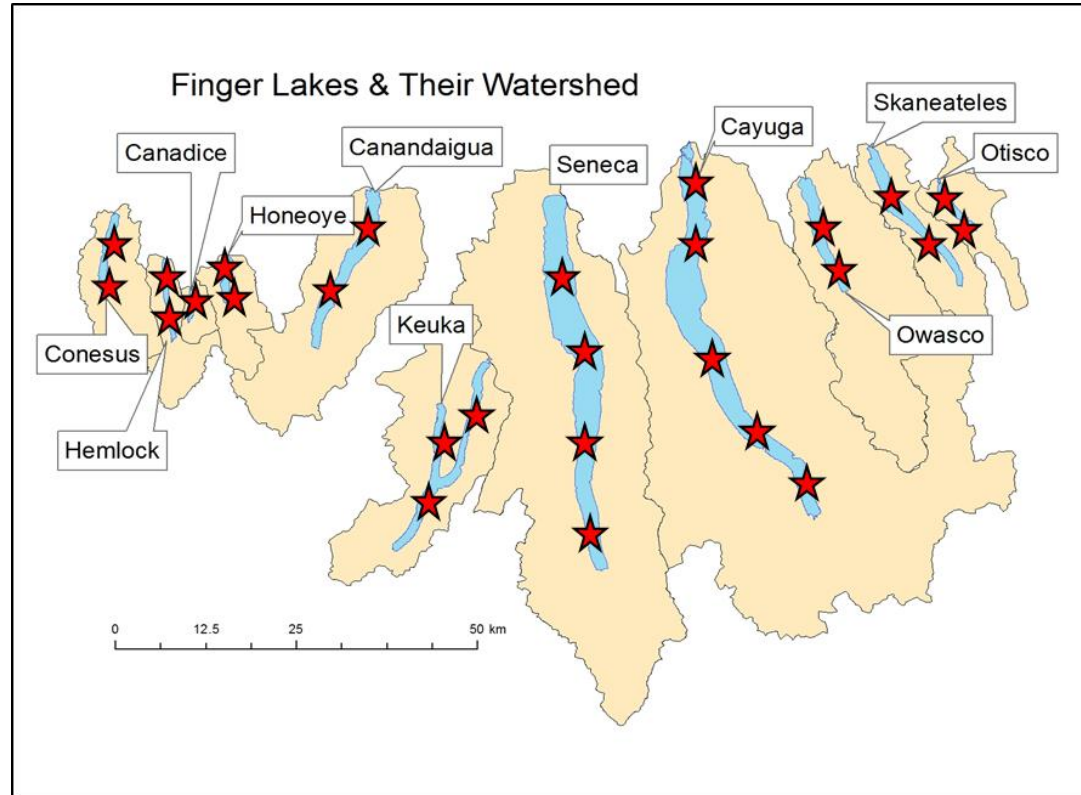 Finger Lakes & Their Watershed
Skaneateles
Cayuga
Canadice
Canandaigua
Otisco
Seneca
Honeoye
Keuka
Owasco
Conesus
Hemlock
0 12.5 25 50 km